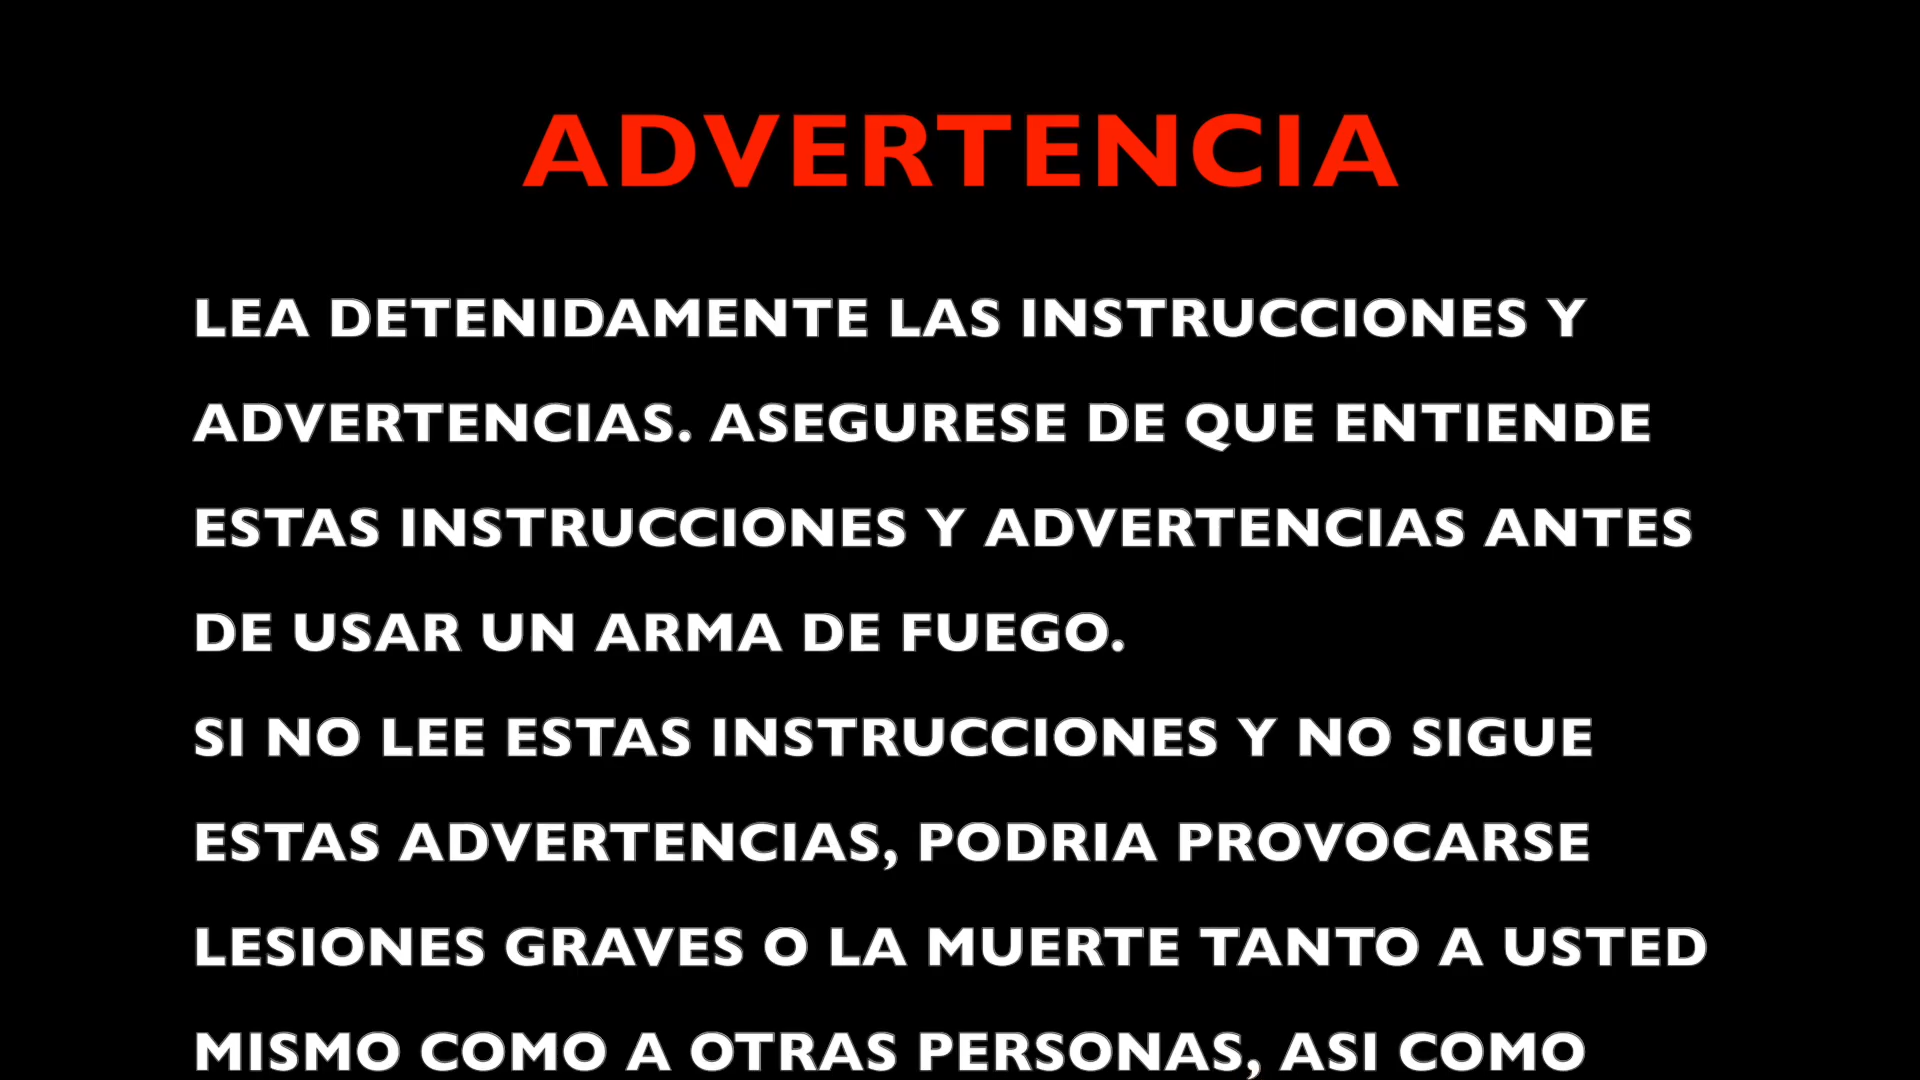 ADVERTENCIA
LEA DETENIDAMENTE LAS INSTRUCCIONES Y
ADVERTENCIAS. ASEGURESE DE QUE ENTIENDE
ESTAS INSTRUCCIONES Y ADVERTENCIAS ANTES
DE USAR UN ARMA DE FUEGO.
SI NO LEE ESTAS INSTRUCCIONES Y NO SIGUE
ESTAS ADVERTENCIAS, PODRIA PROVOCARSE
LESIONES GRAVES O LA MUERTE TANTO A USTED
MISMO COMO A OTRAS PERSONAS, ASI COMO